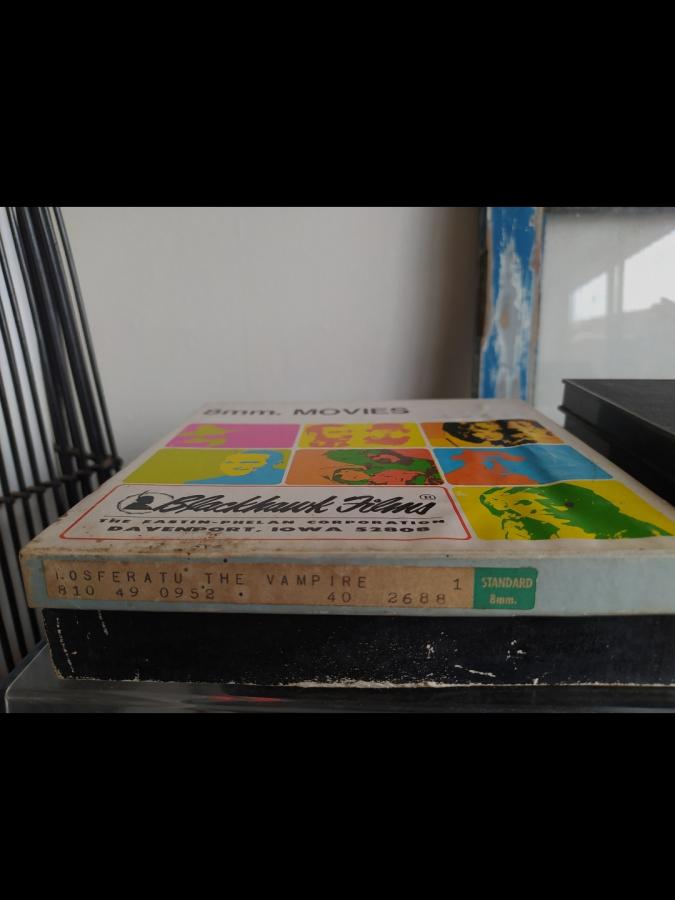 8mm. MOVIES
Blackhawk Films ®
THE EASTIN-PHELAN CORPORATION
DAVENPORT, IOWA 52808
NOSFERATU THE VAMPIRE 1
810 49 0952 . 40 2688
STANDARD
8mm.